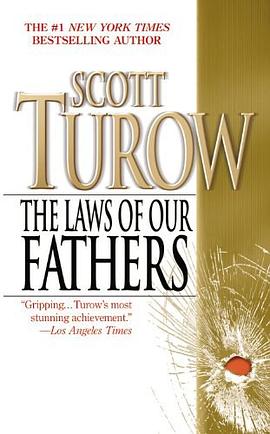 THE #1 NEW YORK TIMES
BESTSELLING AUTHOR
SCOTT
TUROW
THE LAWS OF OUR
FATHERS
“Gripping...Turow’s most
stunning achievement.”
—Los Angeles Times